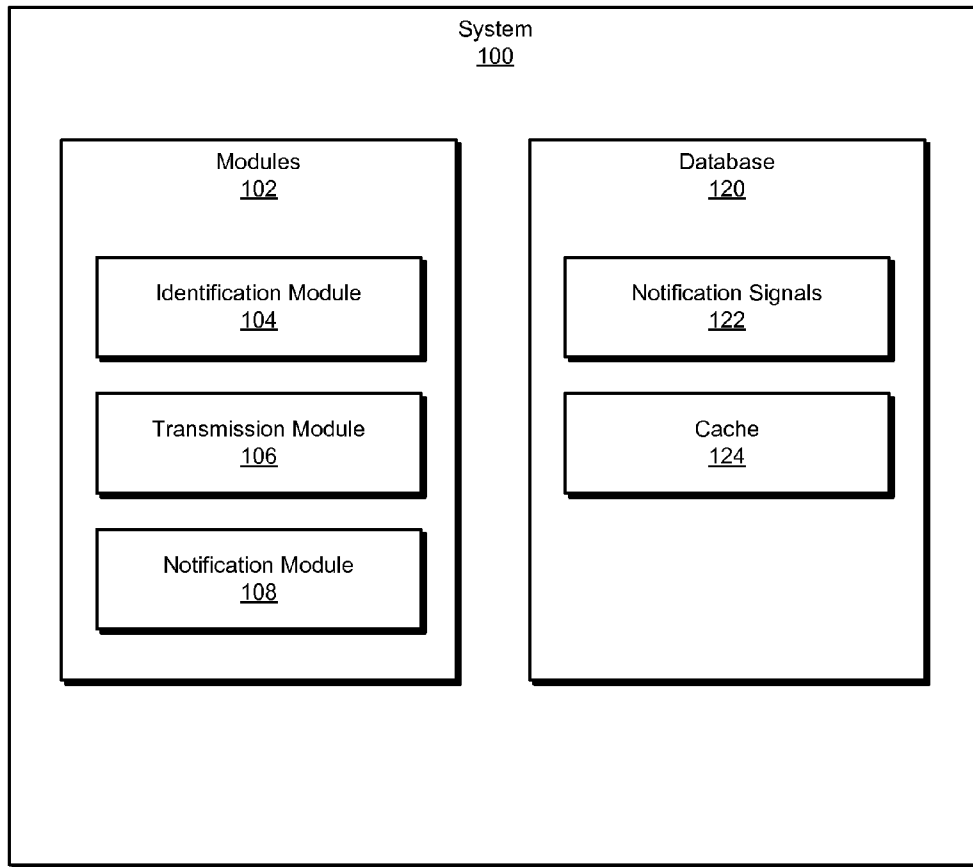 System
100
Modules
102
Identification Module
104
Transmission Module
106
Notification Module
108
Database
120
Notification Signals
122
Cache
124